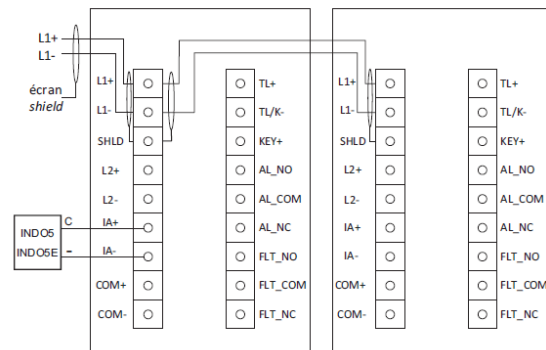 L1+
L1-
écran
shield
L1+
L1-
SHLD
L2+
L2-
IA+
IA-
COM+
COM-
C
INDO5
INDO5E
–
TL+
TL/K-
KEY+
AL_NO
AL_COM
AL_NC
FLT_NO
FLT_COM
FLT_NC
L1+
L1-
SHLD
L2+
L2-
IA+
IA-
COM+
COM-
TL+
TL/K-
KEY+
AL_NO
AL_COM
AL_NC
FLT_NO
FLT_COM
FLT_NC